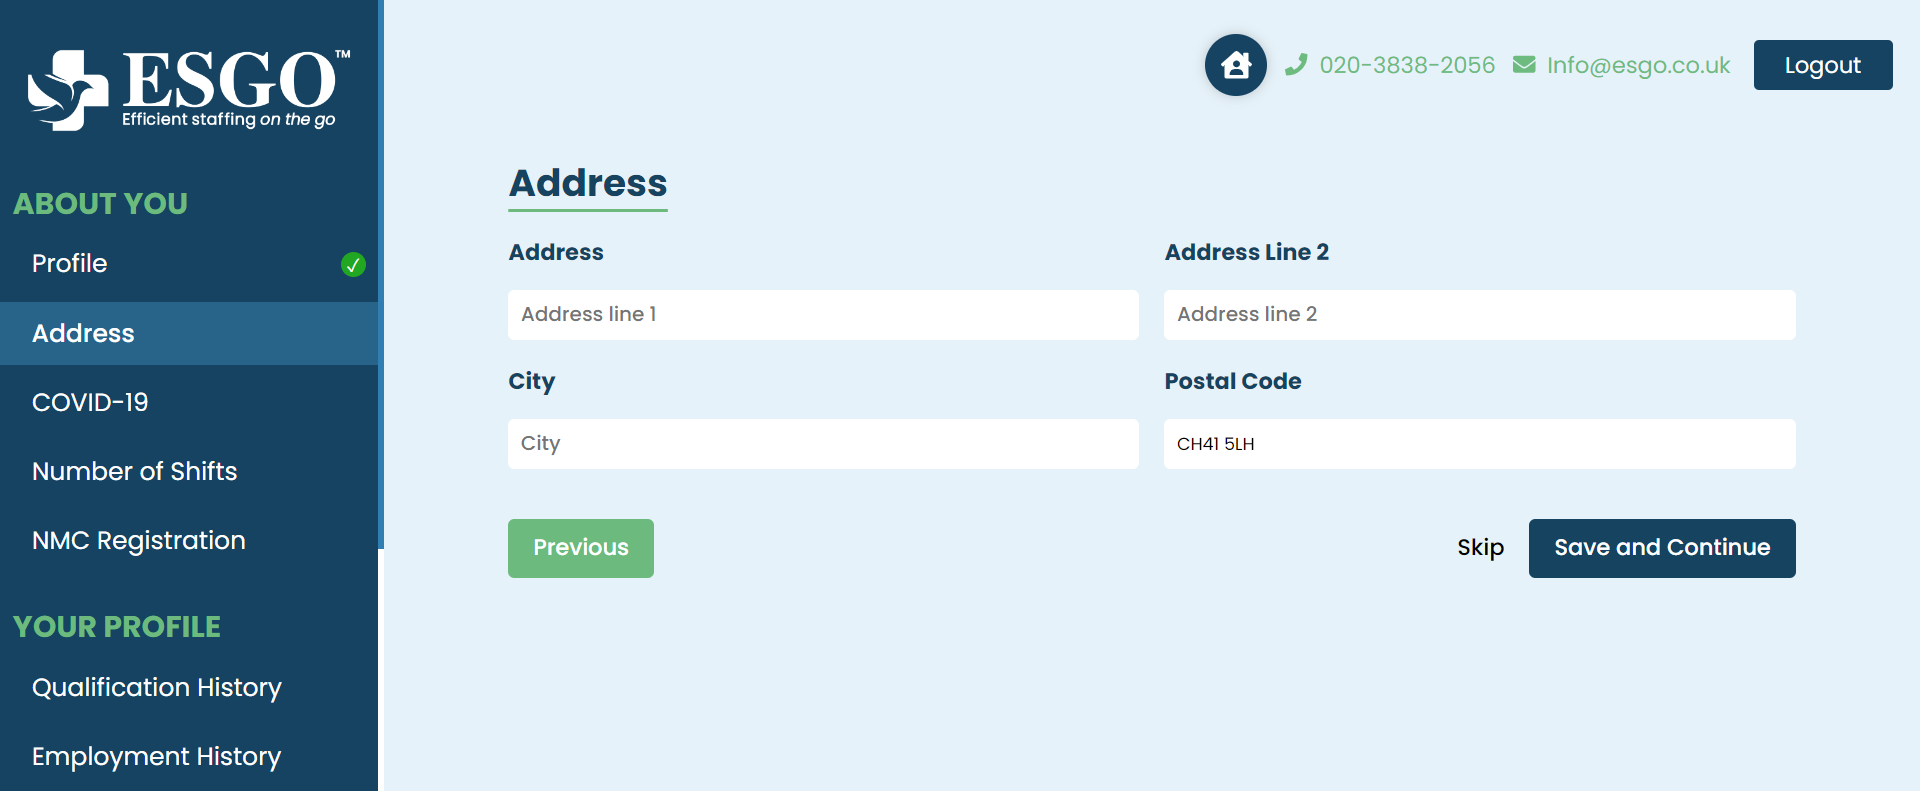 ESGO™
Efficient staffing on the go
ABOUT YOU
Profile
Address
COVID-19
Number of Shifts
NMC Registration
YOUR PROFILE
Qualification History
Employment History
020-3838-2056
Info@esgo.co.uk
Logout
Address
Address
Address Line 2
Address line 1
Address line 2
City
Postal Code
City
CH41 5LH
Previous
Skip
Save and Continue